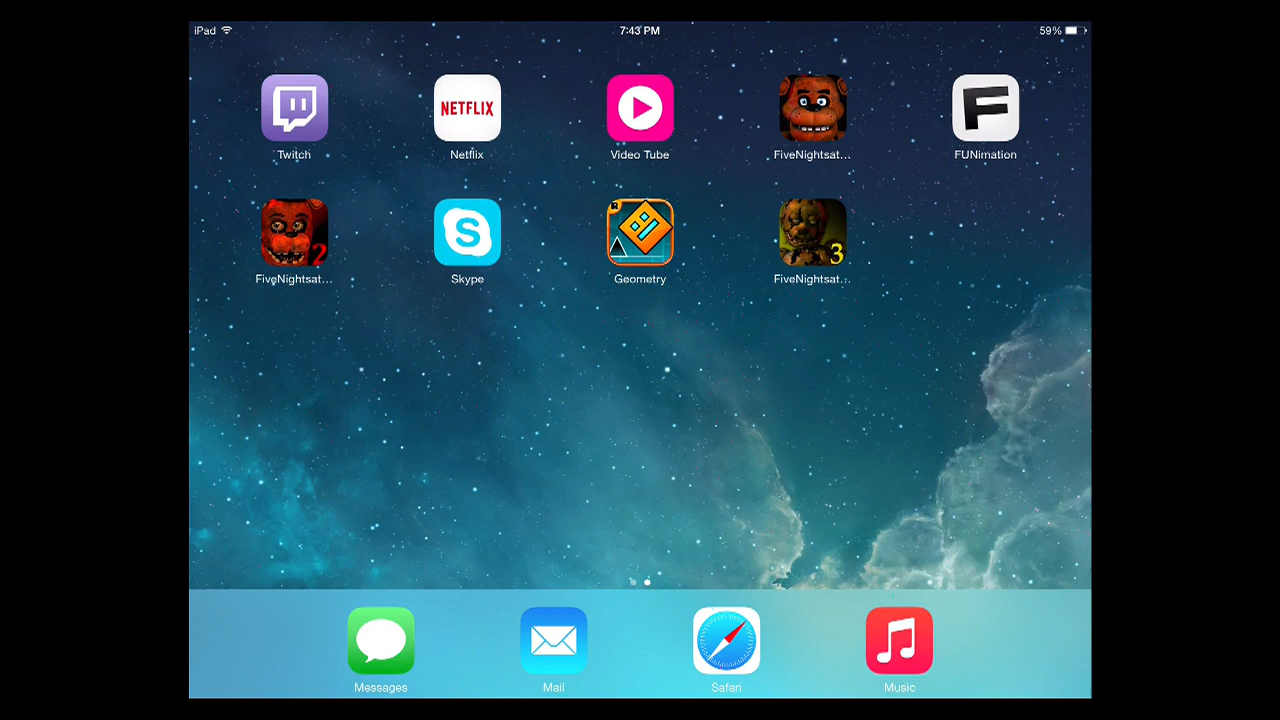 iPad 7:43 PM 59%
NETFLIX F
Twitch Netflix Video Tube FiveNightsat... FUNimation
2 S R 3
FiveNightsat... Skype Geometry FiveNightsat...
Messages Mail Safari Music